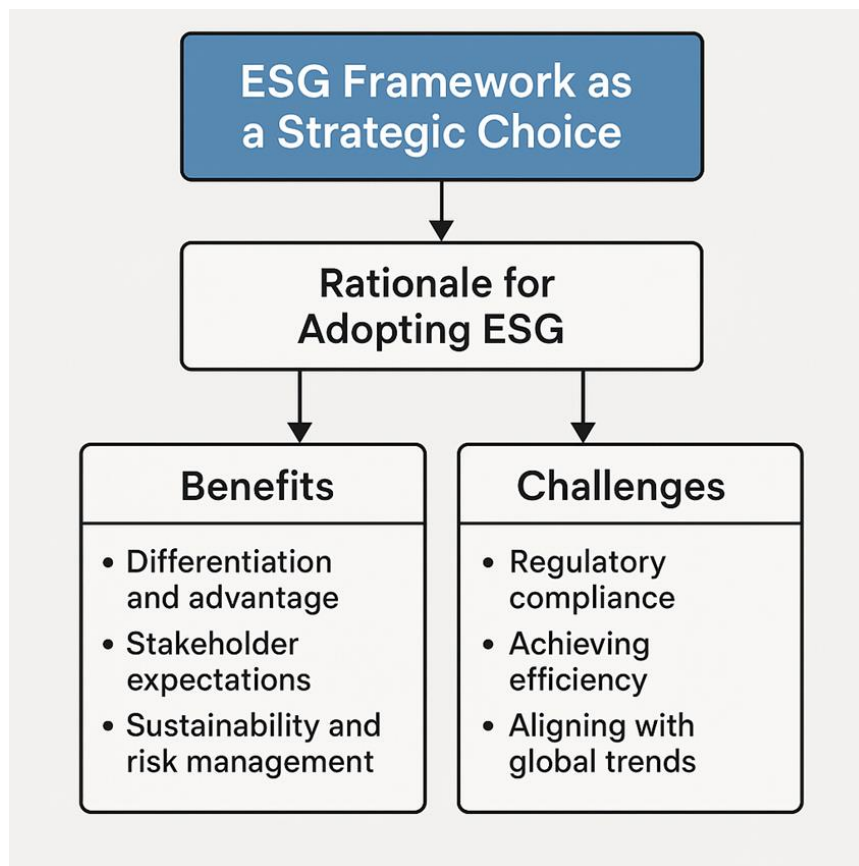 ESG Framework as
a Strategic Choice
Rationale for
Adopting ESG
Benefits
• Differentiation
and advantage
• Stakeholder
expectations
• Sustainability and
risk management
Challenges
• Regulatory
compliance
• Achieving
efficiency
• Aligning with
global trends